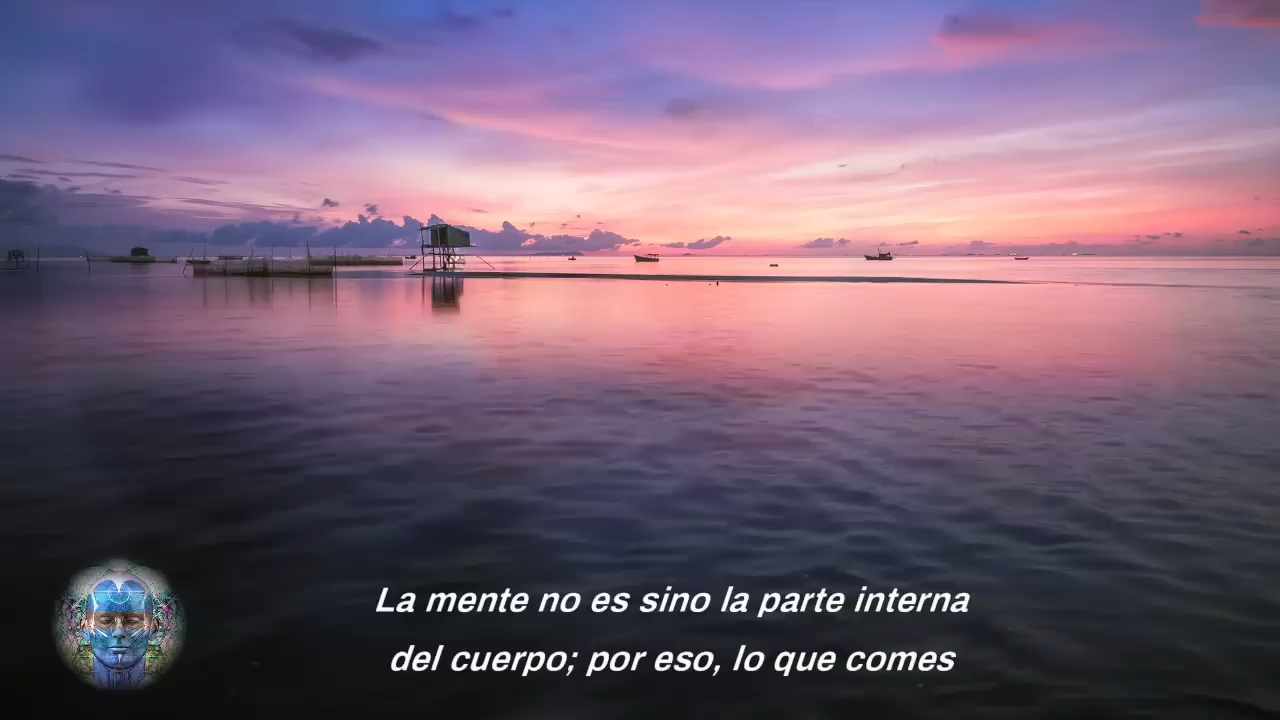 La mente no es sino la parte interna
del cuerpo; por eso, lo que comes